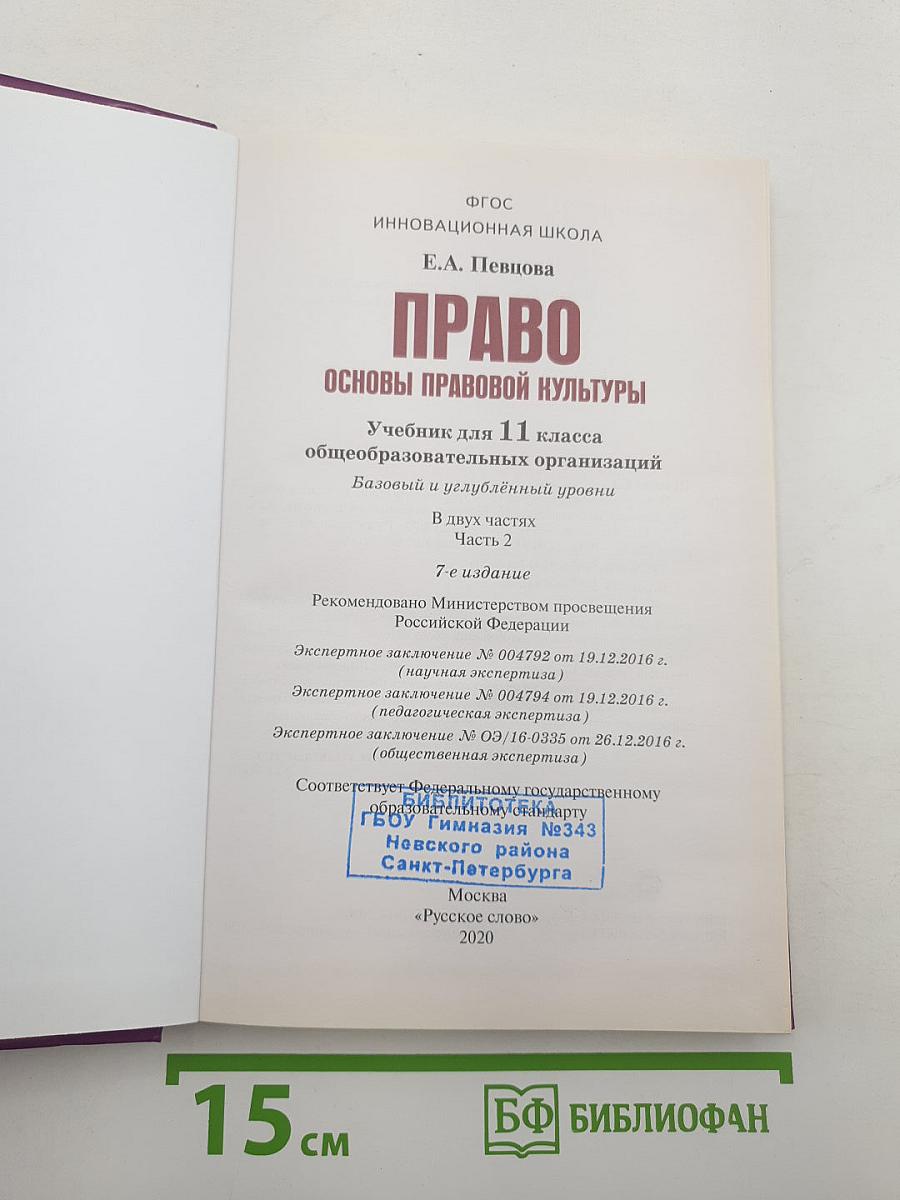 ФГОС
ИННОВАЦИОННАЯ ШКОЛА
Е.А. Певцова
ПРАВО
ОСНОВЫ ПРАВОВОЙ КУЛЬТУРЫ
Учебник для 11 класса
общеобразовательных организаций
Базовый и углублённый уровни
В двух частях
Часть 2
7-е издание
Рекомендовано Министерством просвещения
Российской Федерации
Экспертное заключение № 004792 от 19.12.2016 г.
(научная экспертиза)
Экспертное заключение № 004794 от 19.12.2016 г.
(педагогическая экспертиза)
Экспертное заключение № ОЭ/16-0335 от 26.12.2016 г.
(общественная экспертиза)
Соответствует Федеральному государственному
образовательному стандарту
БИБЛИТОТЕКА
ГБОУ Гимназия №343
Невского района
Санкт-Петербурга
Москва
«Русское слово»
2020
15 см
БФ БИБЛИОФАН